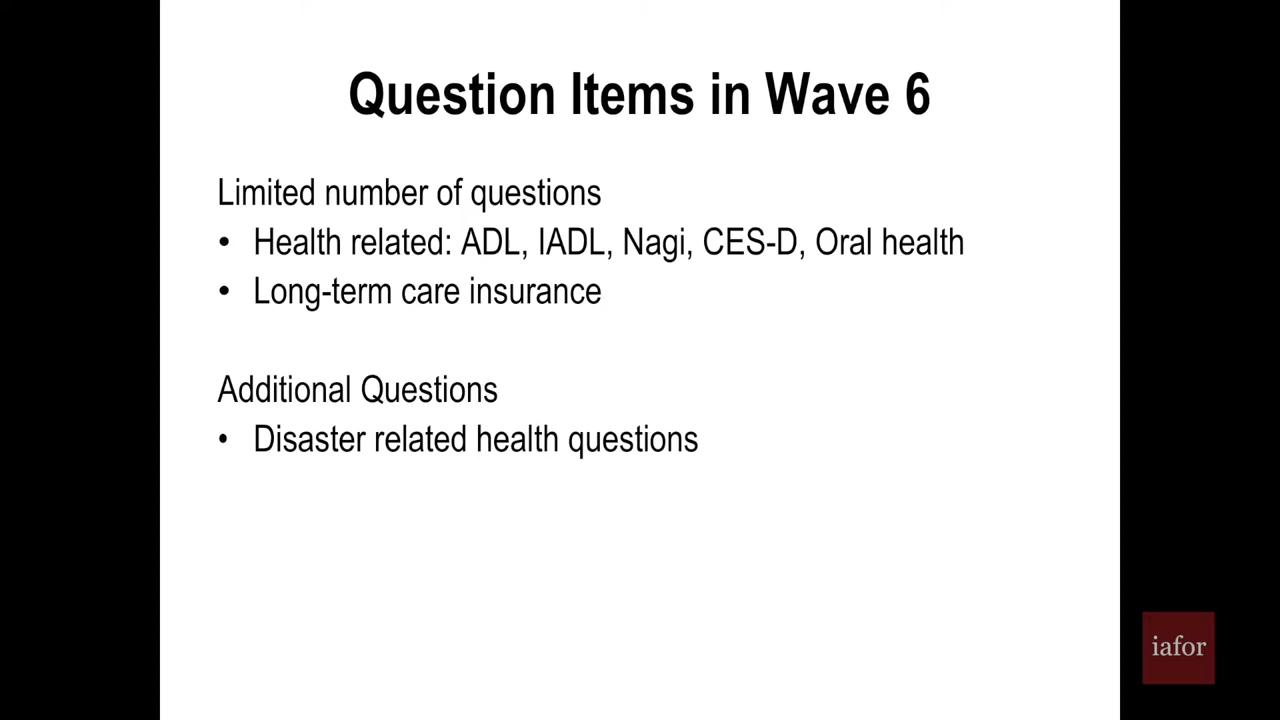 Question Items in Wave 6
Limited number of questions
• Health related: ADL, IADL, Nagi, CES-D, Oral health
• Long-term care insurance
Additional Questions
• Disaster related health questions
iafor